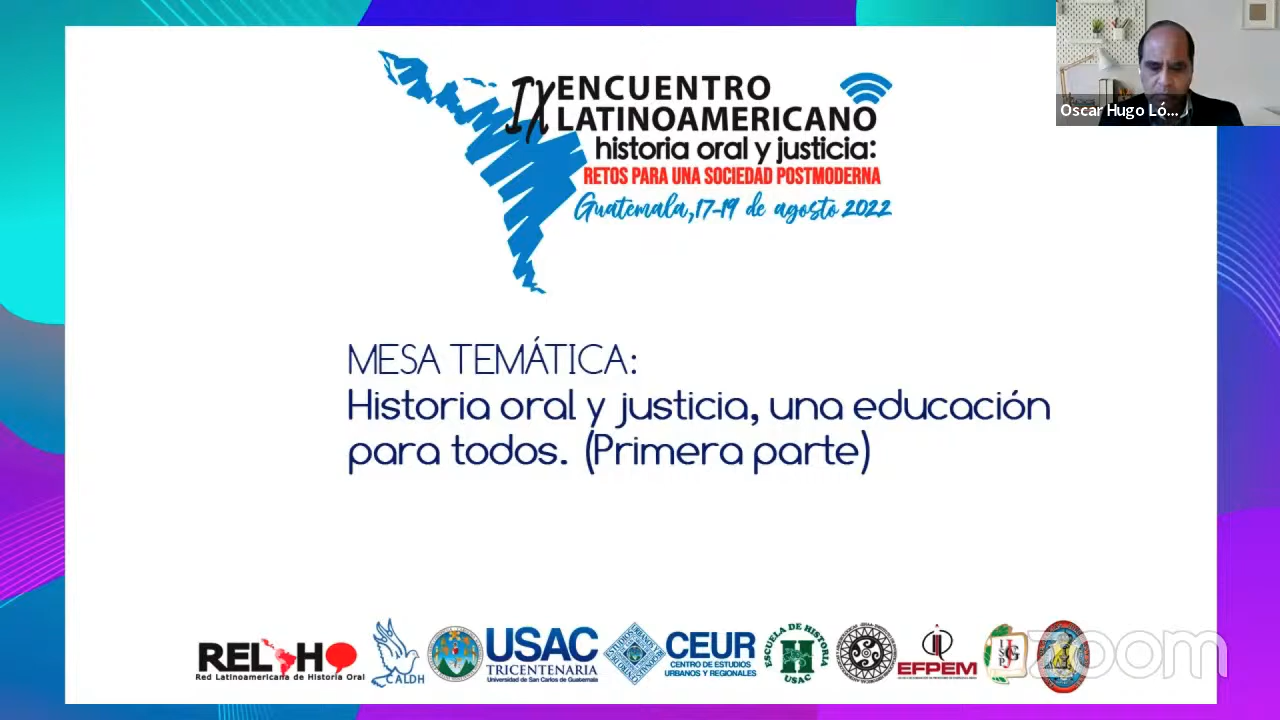 Oscar Hugo Ló...
IX ENCUENTRO
LATINOAMERICANO
historia oral y justicia:
RETOS PARA UNA SOCIEDAD POSTMODERNA
Guatemala, 17-19 de agosto 2022
MESA TEMÁTICA:
Historia oral y justicia, una educación
para todos. (Primera parte)
RELAHO
Red Latinoamericana de Historia Oral
CALDH
USAC
TRICENTENARIA
Universidad de San Carlos de Guatemala
CEUR
CENTRO DE ESTUDIOS
URBANOS Y REGIONALES
ESCUELA DE HISTORIA
USAC
EFPEM
zoom